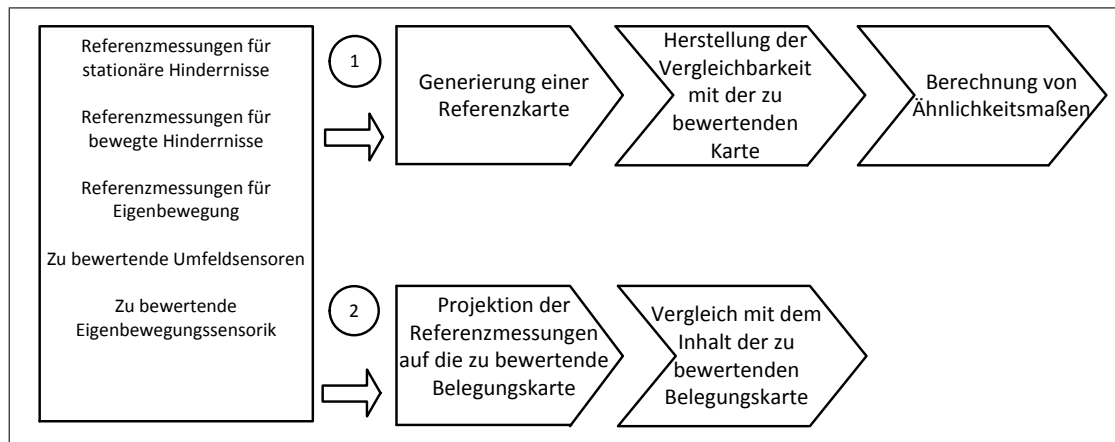 Referenzmessungen für
stationäre Hinderrnisse
Referenzmessungen für
bewegte Hinderrnisse
Referenzmessungen für
Eigenbewegung
Zu bewertende Umfeldsensoren
Zu bewertende
Eigenbewegungssensorik
1
Generierung einer
Referenzkarte
Herstellung der
Vergleichbarkeit
mit der zu
bewertenden
Karte
Berechnung von
Ähnlichkeitsmaßen
2
Projektion der
Referenzmessungen
auf die zu bewertende
Belegungskarte
Vergleich mit dem
Inhalt der zu
bewertenden
Belegungskarte